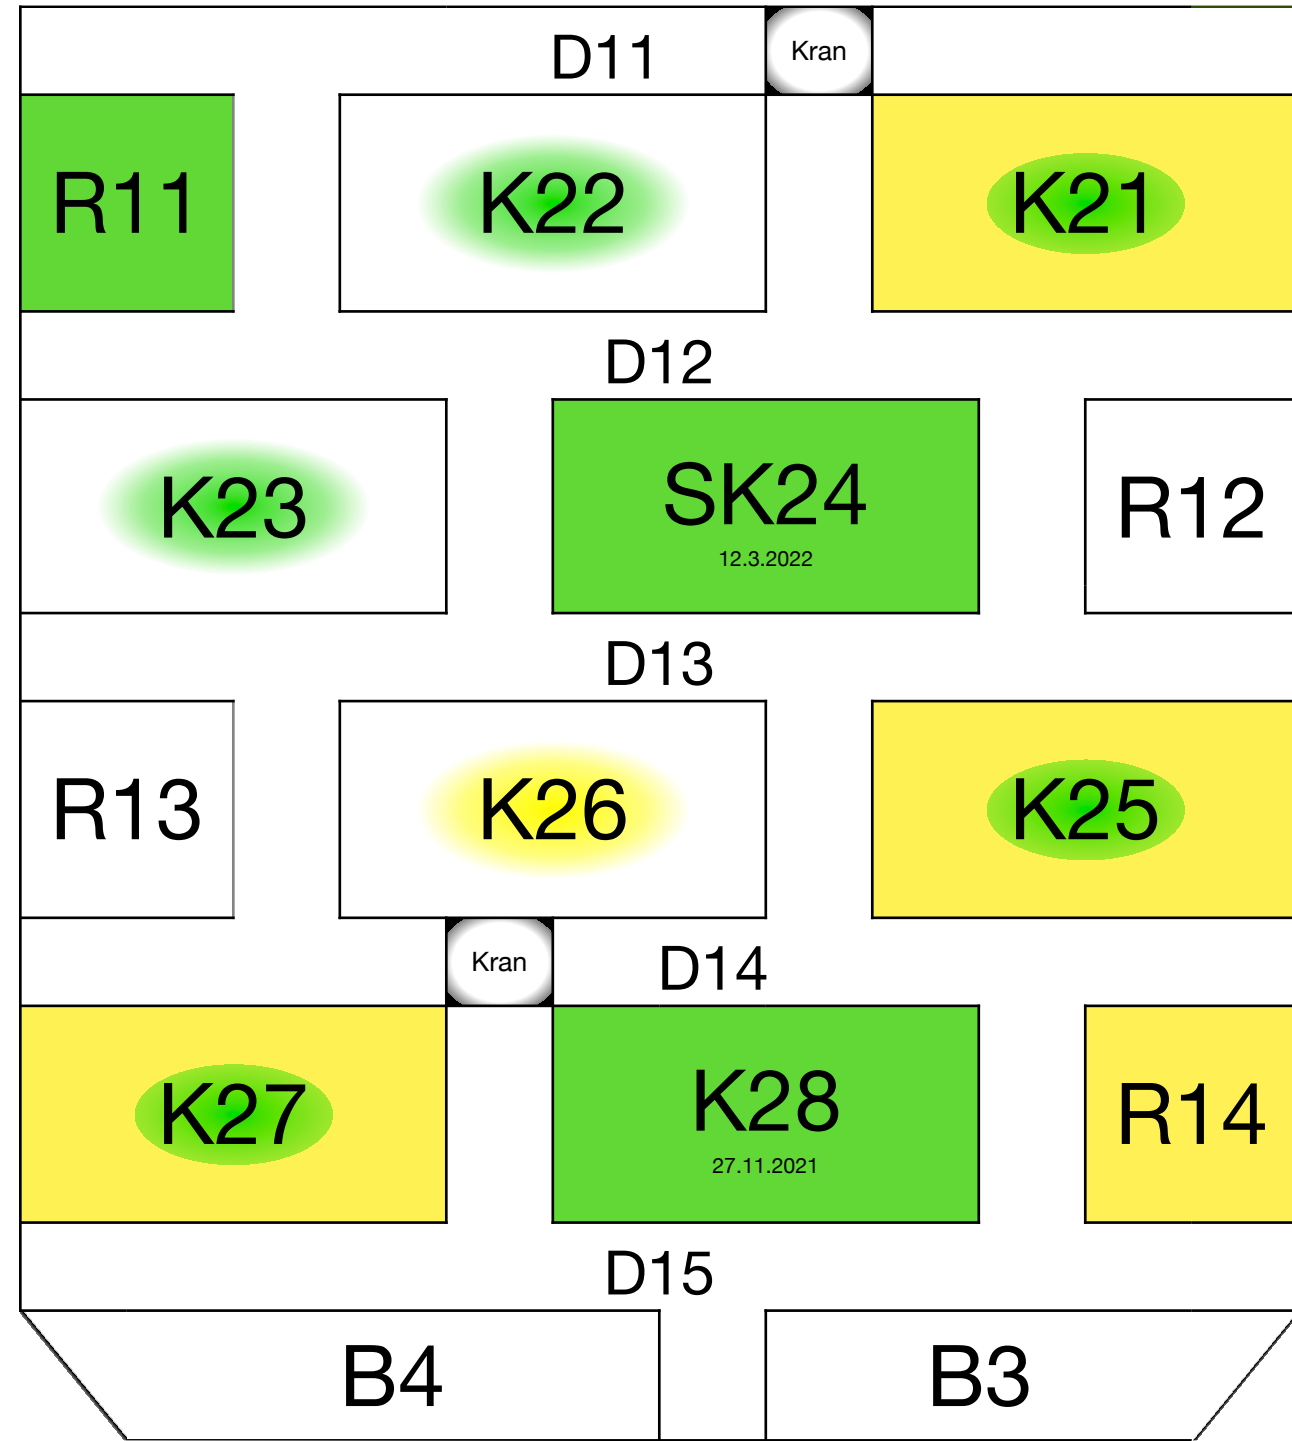 D11
Kran
R11
K22
K21
D12
K23
SK24
12.3.2022
R12
D13
R13
K26
K25
Kran
D14
K27
K28
27.11.2021
R14
D15
B4
B3